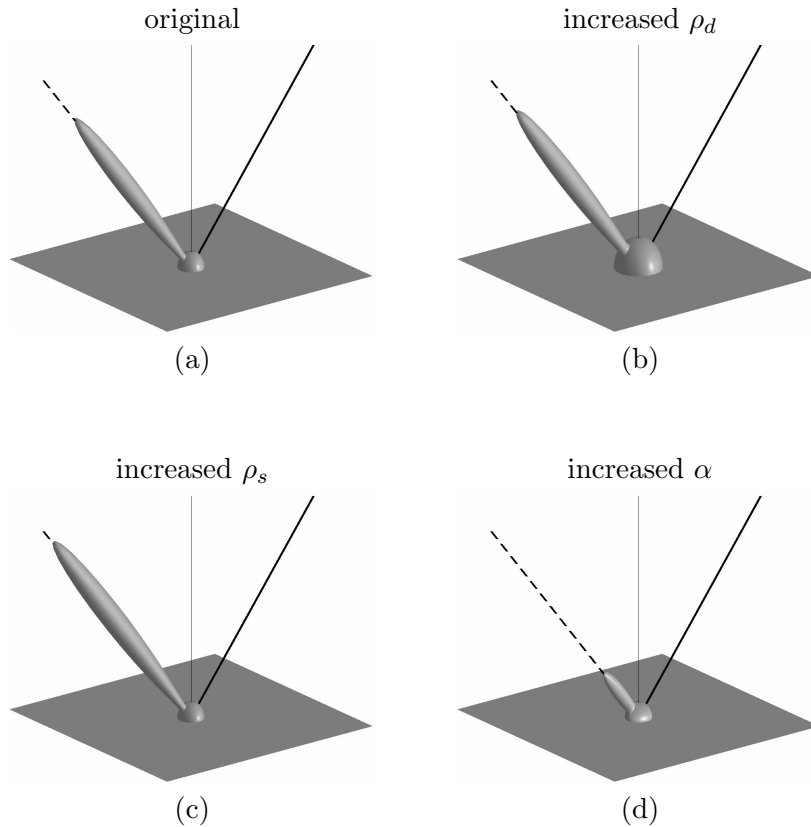 original
increased ρ_d
(a)
(b)
increased ρ_s
increased α
(c)
(d)